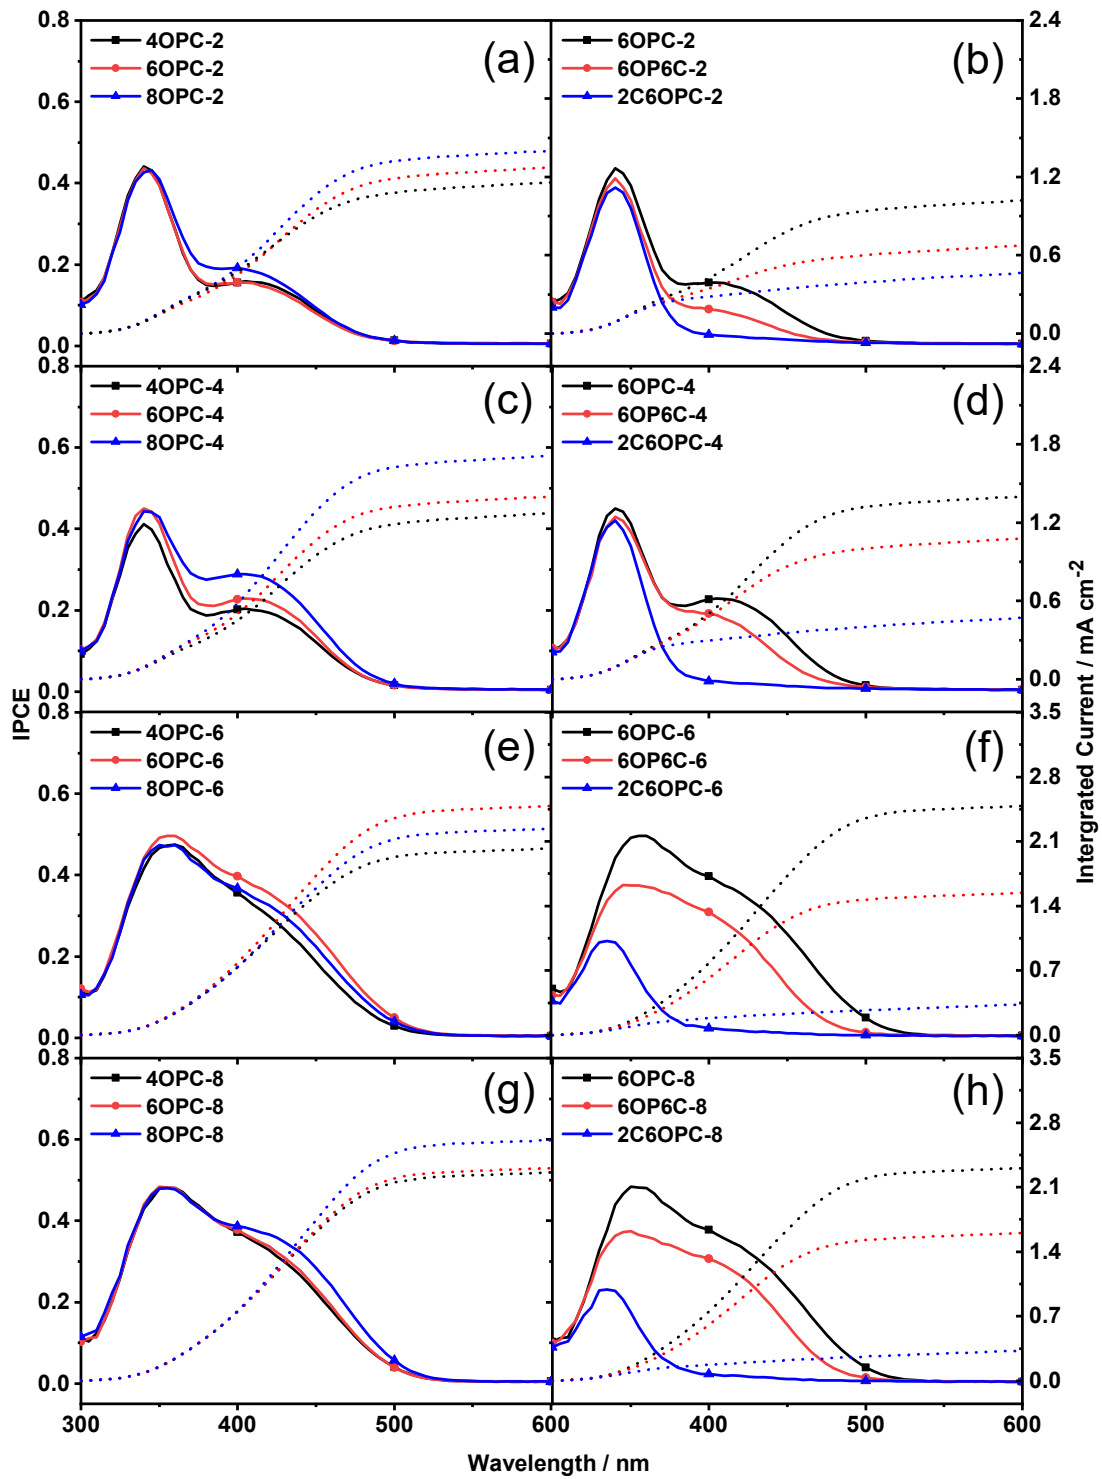 0.8
4OPC-2
6OPC-2
8OPC-2
(a)
0.6
0.4
0.2
0.0
6OPC-2
6OP6C-2
2C6OPC-2
(b)
2.4
1.8
1.2
0.6
0.0
0.8
4OPC-4
6OPC-4
8OPC-4
(c)
0.6
0.4
0.2
0.0
6OPC-4
6OP6C-4
2C6OPC-4
(d)
2.4
1.8
1.2
0.6
0.0
IPCE
Intergrated Current / mA cm-2
0.8
4OPC-6
6OPC-6
8OPC-6
(e)
0.6
0.4
0.2
0.0
6OPC-6
6OP6C-6
2C6OPC-6
(f)
3.5
2.8
2.1
1.4
0.7
0.0
0.8
4OPC-8
6OPC-8
8OPC-8
(g)
0.6
0.4
0.2
0.0
6OPC-8
6OP6C-8
2C6OPC-8
(h)
3.5
2.8
2.1
1.4
0.7
0.0
300 400 500 600 400 500 600
Wavelength / nm